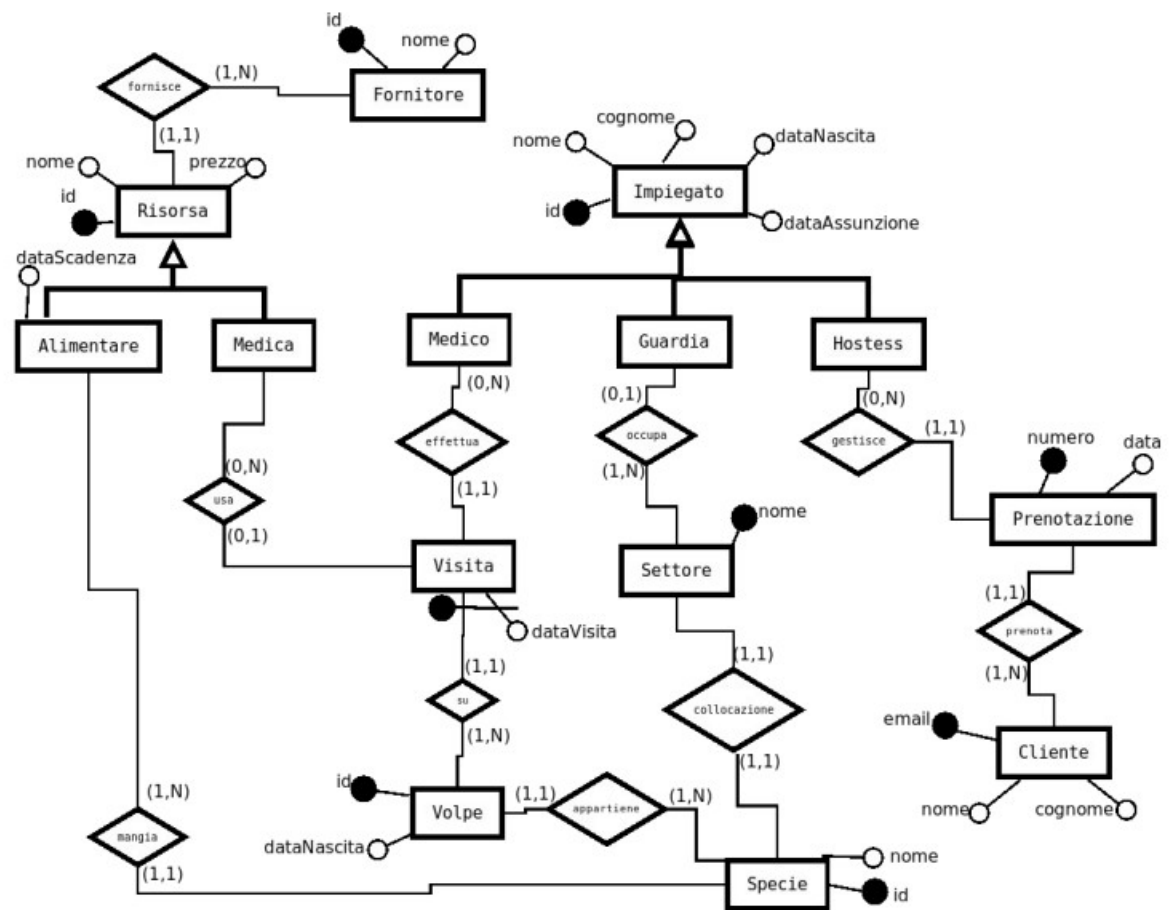 id
nome
fornisce
(1,N)
Fornitore
(1,1)
nome
prezzo
id
Risorsa
dataScadenza
Alimentare
Medica
cognome
nome
dataNascita
Impiegato
id
dataAssunzione
Medico
Guardia
Hostess
(0,N)
(0,1)
(0,N)
effettua
occupa
gestisce
(1,1)
numero
data
(0,N)
(1,1)
(1,N)
usa
(0,1)
nome
Prenotazione
Visita
Settore
dataVisita
(1,1)
prenota
(1,1)
(1,1)
(1,N)
su
collocazione
(1,N)
(1,1)
email
Cliente
id
Volpe
(1,1)
appartiene
(1,N)
nome
cognome
(1,N)
mangia
(1,1)
dataNascita
nome
Specie
id